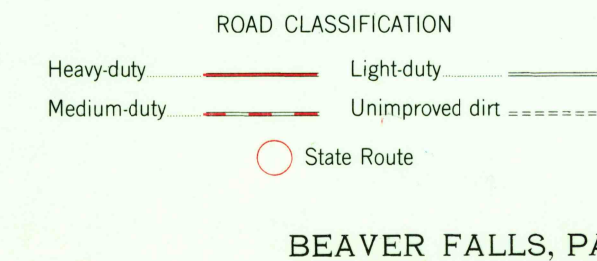 ROAD CLASSIFICATION
Heavy-duty Light-duty
Medium-duty Unimproved dirt
State Route
BEAVER FALLS, PA